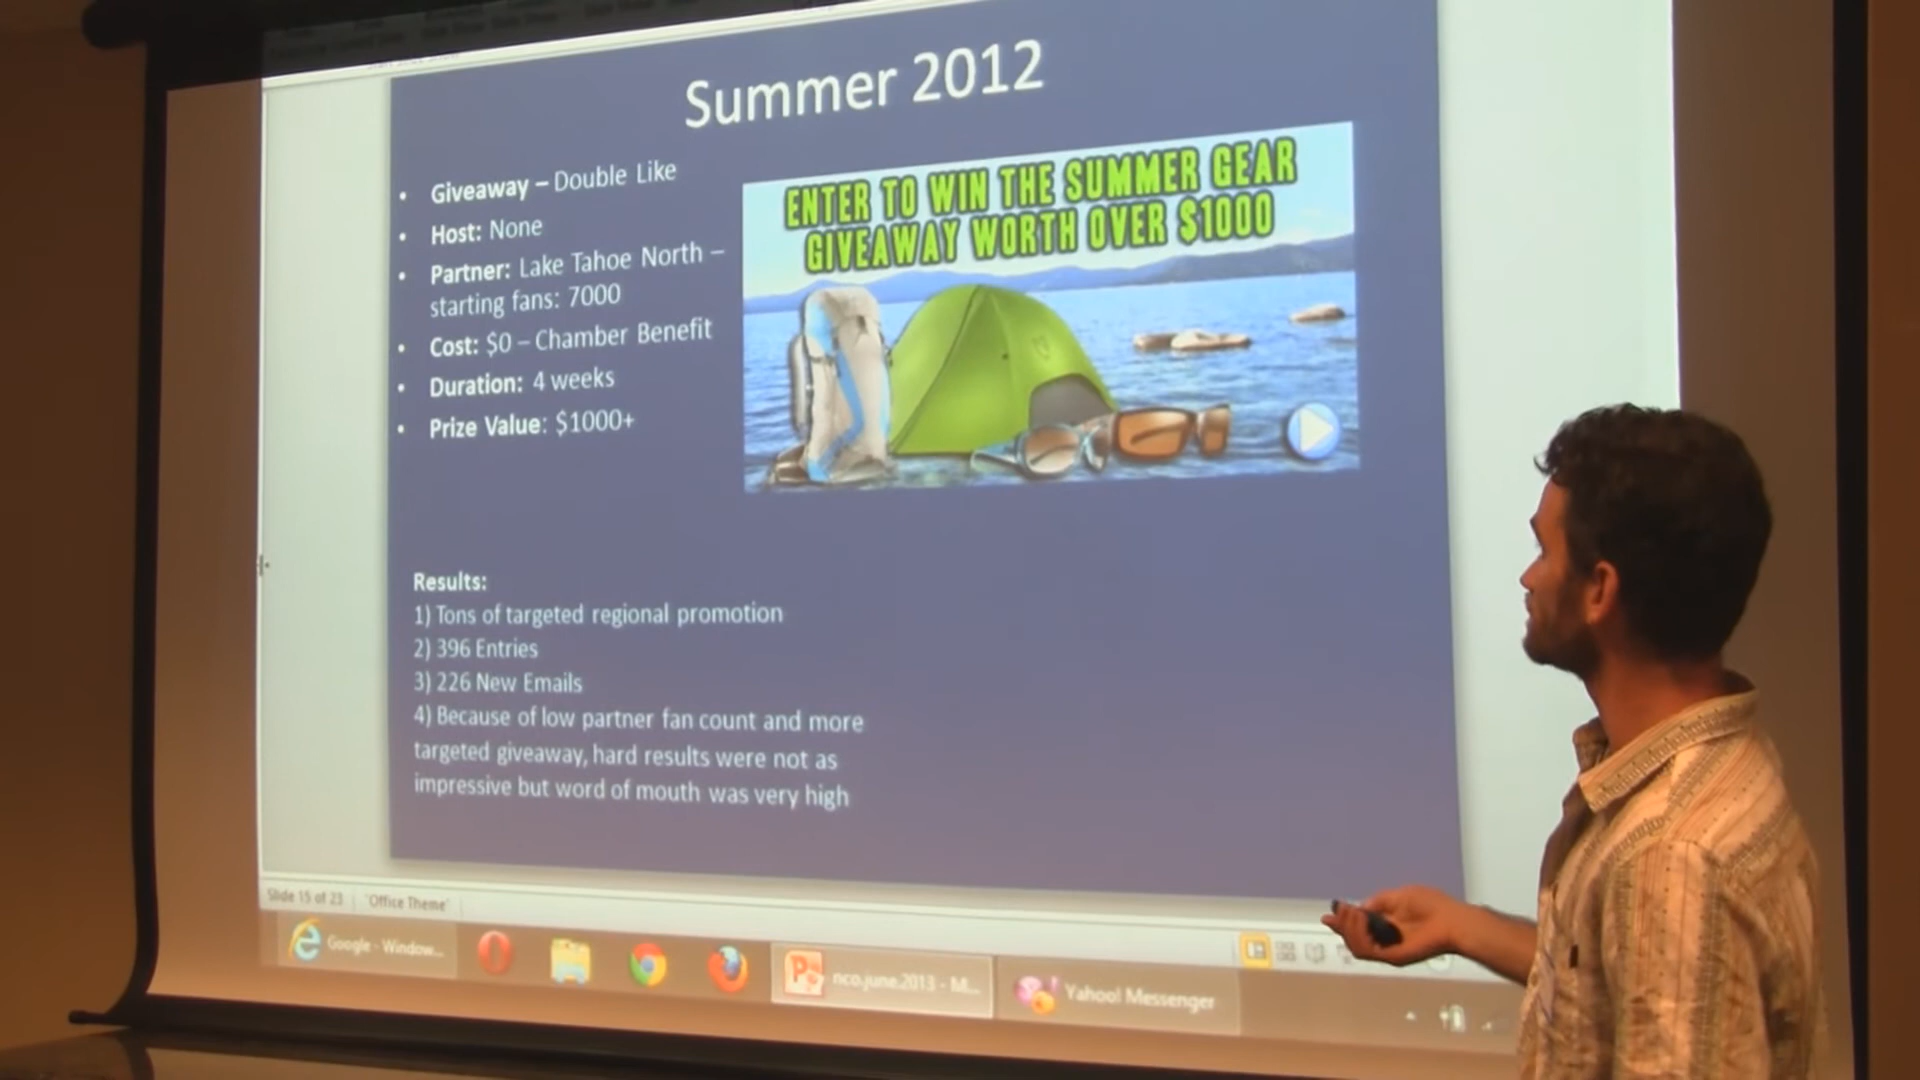 Summer 2012
• Giveaway – Double Like
• Host: None
• Partner: Lake Tahoe North –
starting fans: 7000
• Cost: $0 – Chamber Benefit
• Duration: 4 weeks
• Prize Value: $1000+
ENTER TO WIN THE SUMMER GEAR
GIVEAWAY WORTH OVER $1000
Results:
1) Tons of targeted regional promotion
2) 396 Entries
3) 226 New Emails
4) Because of low partner fan count and more
targeted giveaway, hard results were not as
impressive but word of mouth was very high
Slide 15 of 23 'Office Theme'
Google - Window... nco.june.2013 - M... Yahoo! Messenger